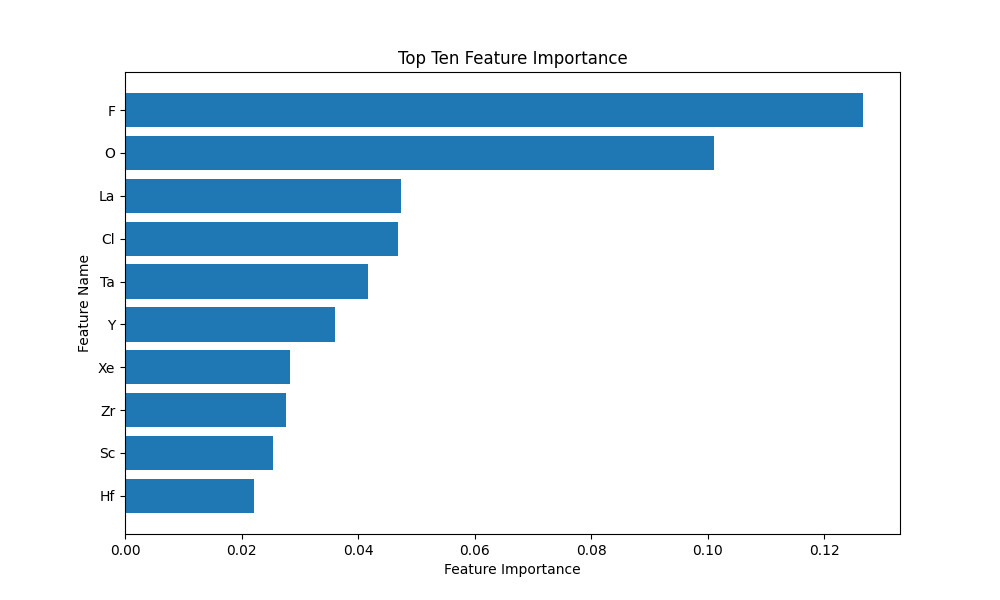 Top Ten Feature Importance
Feature Name
F
O
La
Cl
Ta
Y
Xe
Zr
Sc
Hf
0.00 0.02 0.04 0.06 0.08 0.10 0.12
Feature Importance